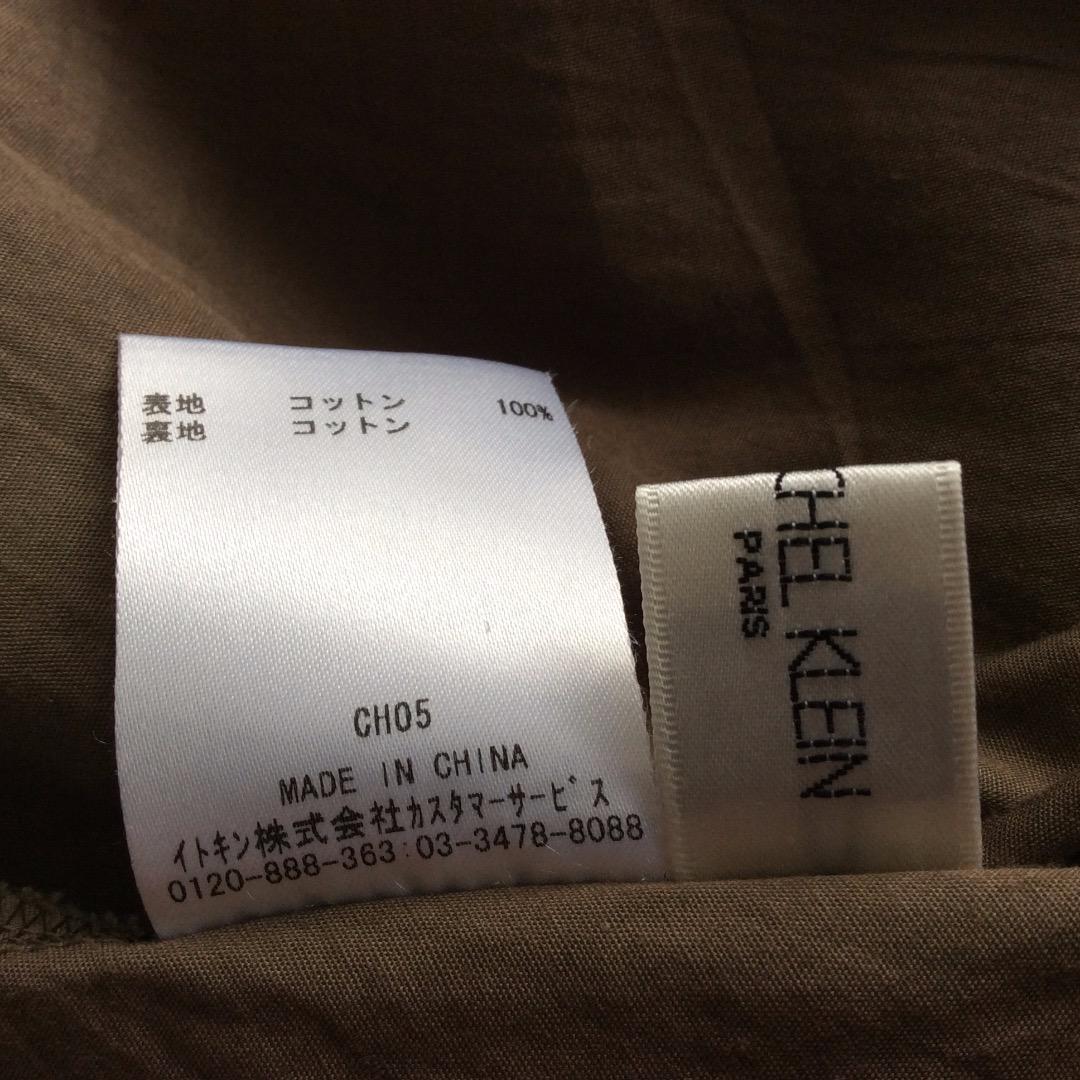 表地 コットン 100%
裏地 コットン
CH05
MADE IN CHINA
イトキン株式会社カスタマーサービス
0120-888-363:03-3478-8088
CHEL KLEIN
PARIS